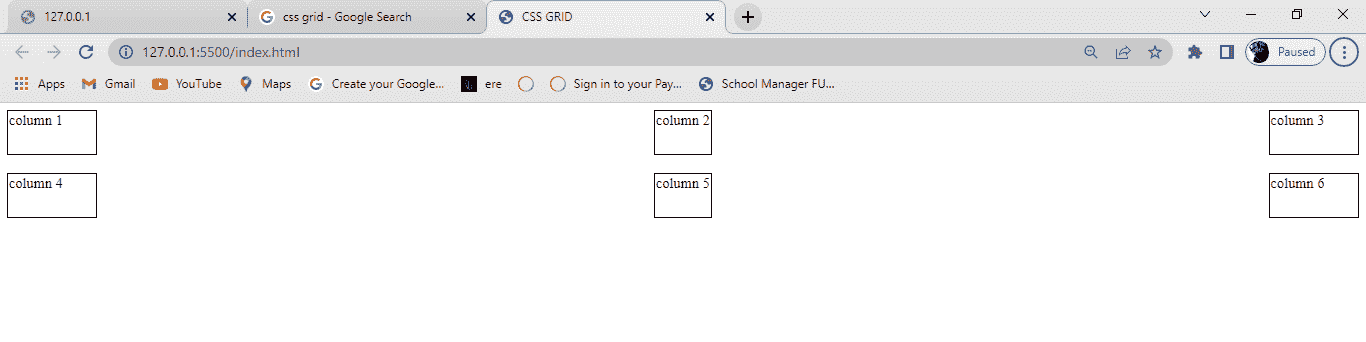 127.0.0.1
css grid - Google Search
CSS GRID
127.0.0.1:5500/index.html
Paused
Apps
Gmail
YouTube
Maps
Create your Google...
ere
Sign in to your Pay...
School Manager FU...
column 1
column 2
column 3
column 4
column 5
column 6